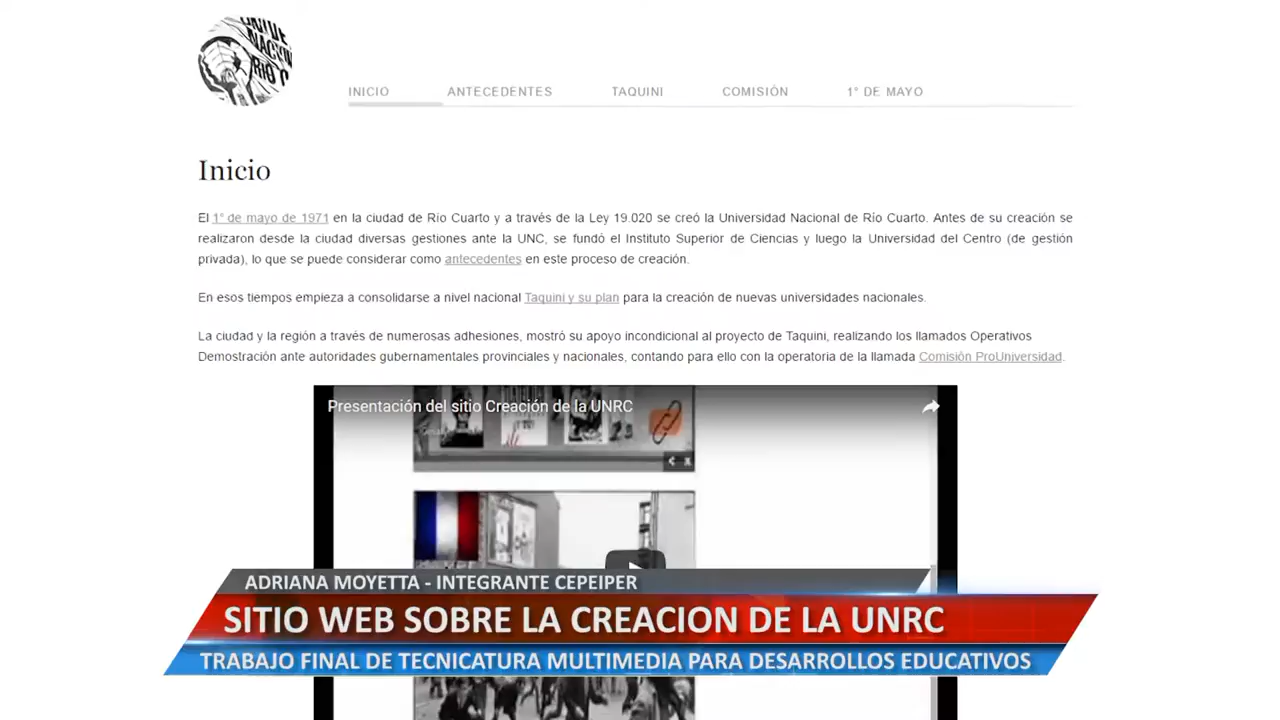 UNIVE
NACION
RIO C
INICIO
ANTECEDENTES
TAQUINI
COMISIÓN
1° DE MAYO
Inicio
El 1° de mayo de 1971 en la ciudad de Río Cuarto y a través de la Ley 19.020 se creó la Universidad Nacional de Río Cuarto. Antes de su creación se
realizaron desde la ciudad diversas gestiones ante la UNC, se fundó el Instituto Superior de Ciencias y luego la Universidad del Centro (de gestión
privada), lo que se puede considerar como antecedentes en este proceso de creación.
En esos tiempos empieza a consolidarse a nivel nacional Taquini y su plan para la creación de nuevas universidades nacionales.
La ciudad y la región a través de numerosas adhesiones, mostró su apoyo incondicional al proyecto de Taquini, realizando los llamados Operativos
Demostración ante autoridades gubernamentales provinciales y nacionales, contando para ello con la operatoria de la llamada Comisión ProUniversidad.
Presentación del sitio Creación de la UNRC
ADRIANA MOYETTA - INTEGRANTE CEPEIPER
SITIO WEB SOBRE LA CREACION DE LA UNRC
TRABAJO FINAL DE TECNICATURA MULTIMEDIA PARA DESARROLLOS EDUCATIVOS